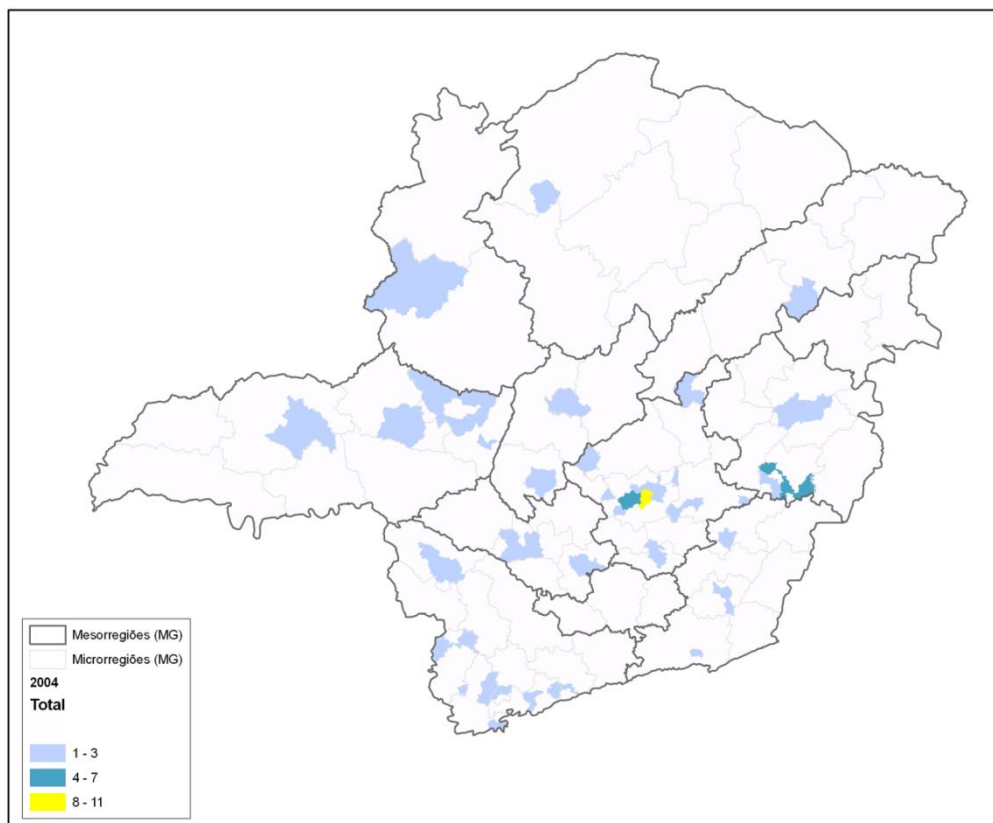 Mesorregiões (MG)
Microrregiões (MG)
2004
Total
1 - 3
4 - 7
8 - 11